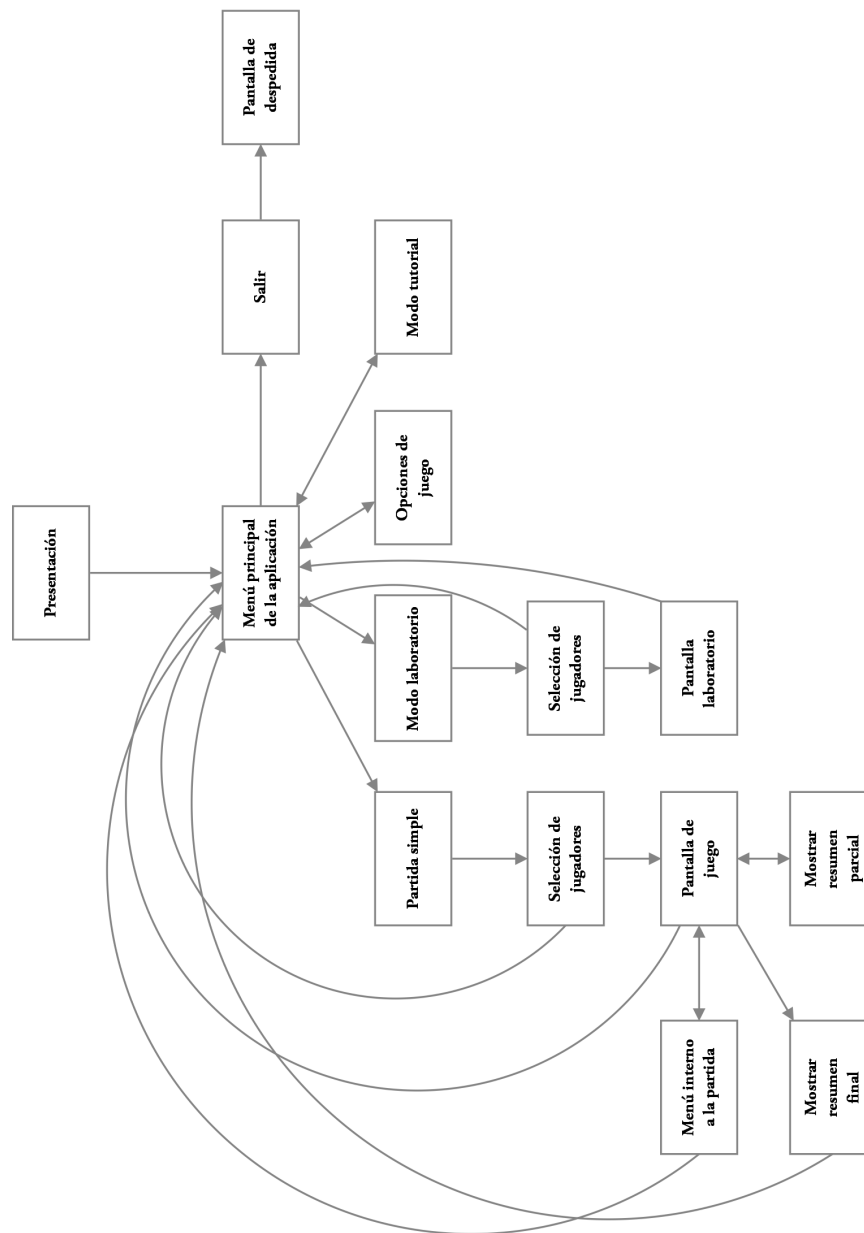 Presentación
Menú principal
de la aplicación
Salir
Pantalla de
despedida
Partida simple
Modo laboratorio
Opciones de
juego
Modo tutorial
Selección de
jugadores
Selección de
jugadores
Menú interno
a la partida
Pantalla de
juego
Pantalla
laboratorio
Mostrar
resumen
final
Mostrar
resumen
parcial